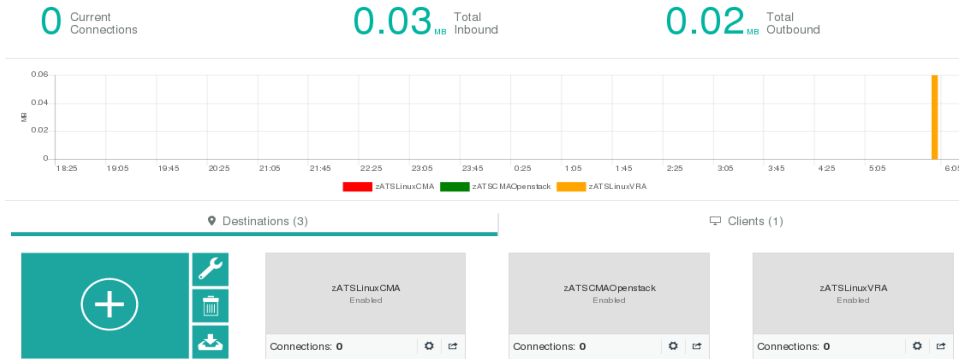 0 Current Connections
0.03 MB Total Inbound
0.02 MB Total Outbound
0.06
0.04
0.02
0
MB
18:25 19:05 19:45 20:25 21:05 21:45 22:25 23:05 23:45 0:25 1:05 1:45 2:25 3:05 3:45 4:25 5:05 6:05
zATSLinuxCMA zATSCMAOpenstack zATSLinuxVRA
Destinations (3) Clients (1)
zATSLinuxCMA zATSCMAOpenstack zATSLinuxVRA
Enabled Enabled Enabled
Connections: 0 Connections: 0 Connections: 0